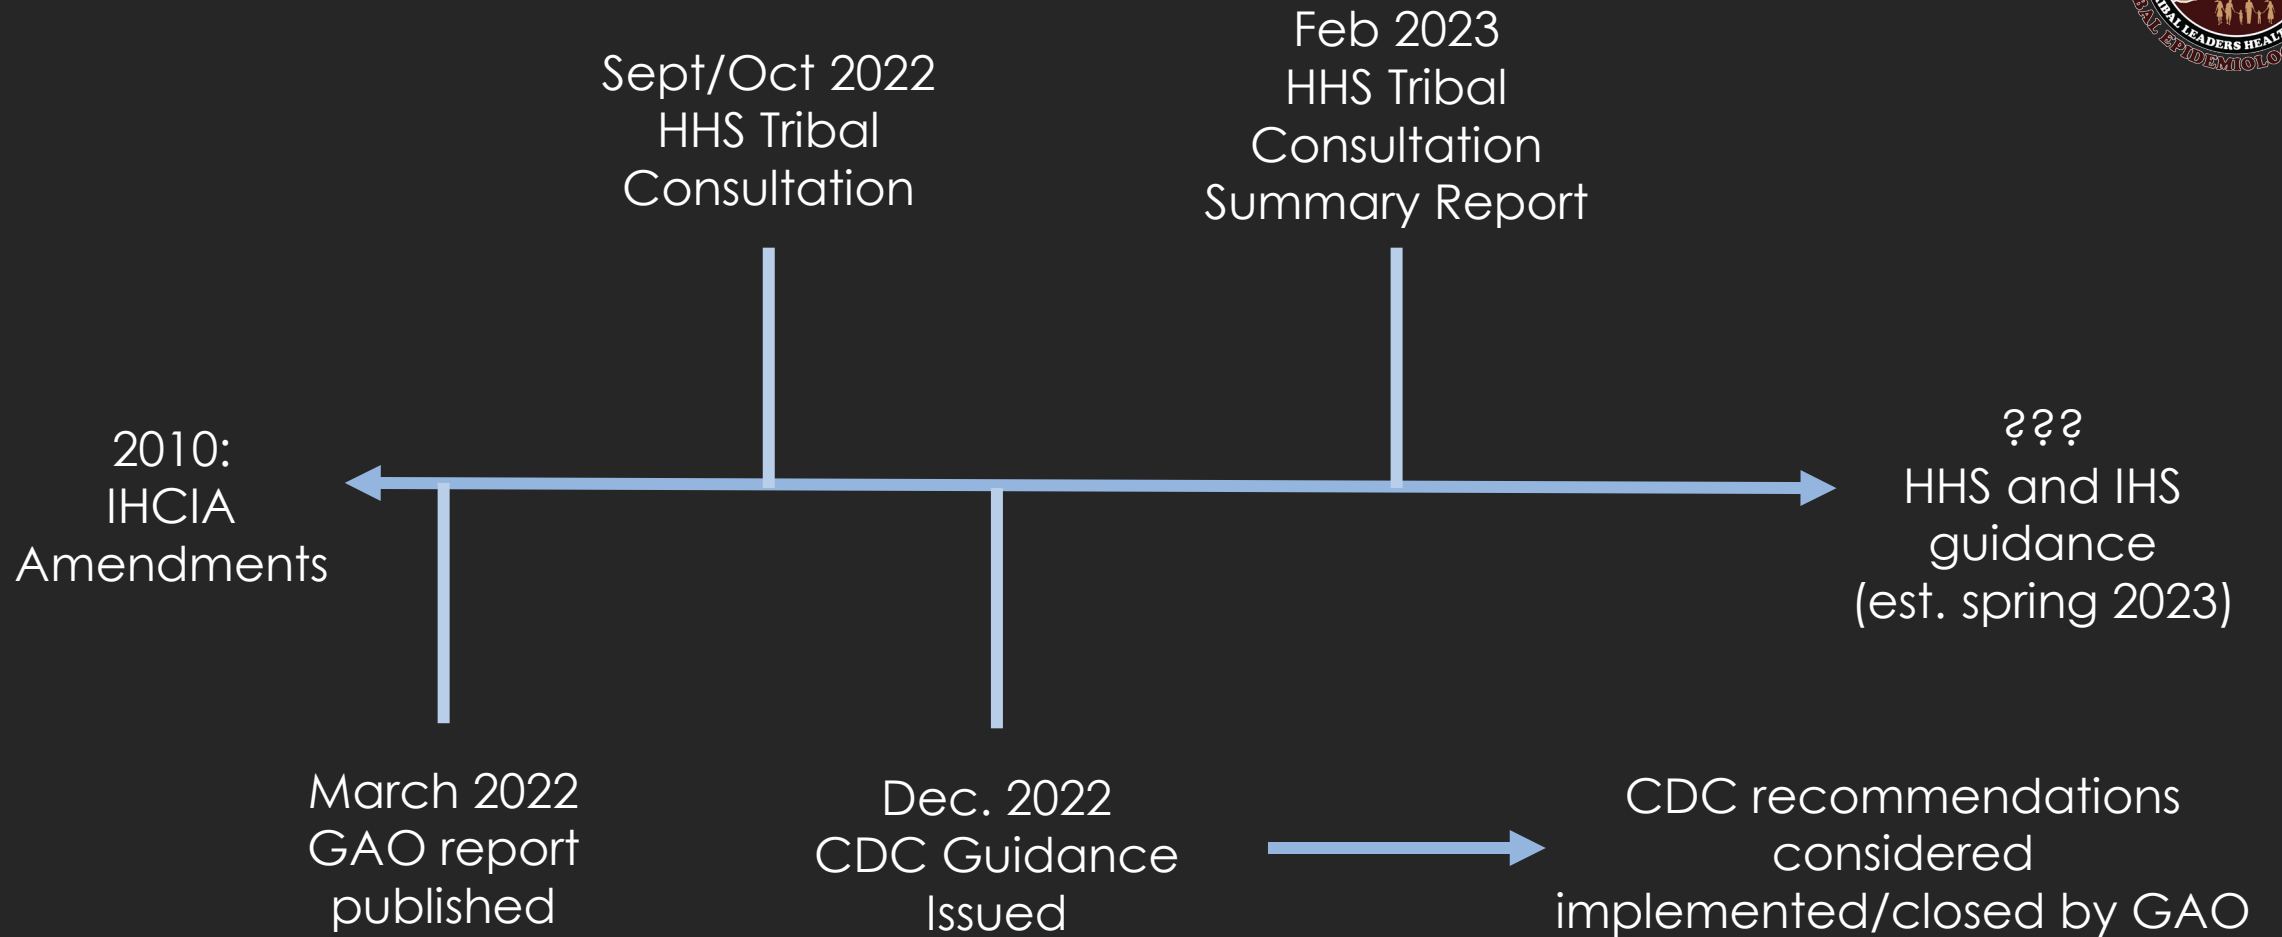 Sept/Oct 2022
HHS Tribal
Consultation
Feb 2023
HHS Tribal
Consultation
Summary Report
LEADERS
2010:
IHCIA
Amendments
???
HHS and IHS
guidance
(est. spring 2023)
March 2022
GAO report
published
Dec. 2022
CDC Guidance
Issued
CDC recommendations
considered
implemented/closed by GAO